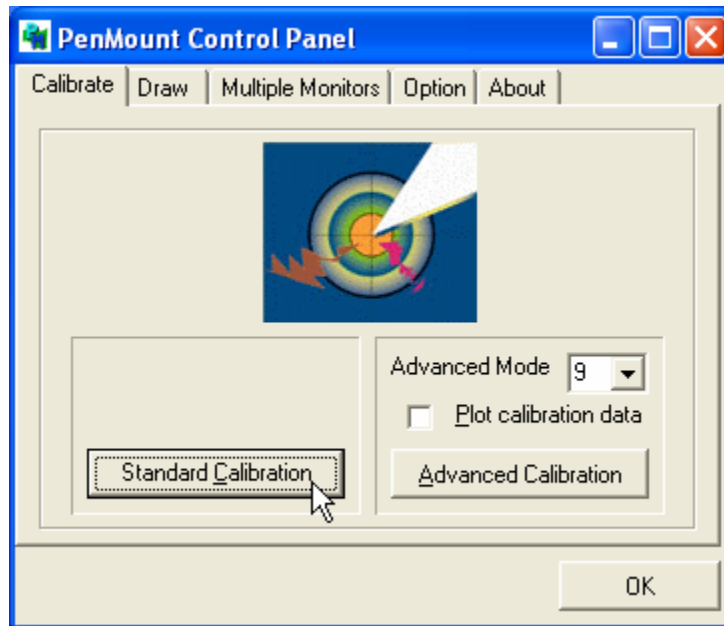 PenMount Control Panel
Calibrate Draw Multiple Monitors Option About
Advanced Mode 9
Plot calibration data
Standard Calibration Advanced Calibration
OK